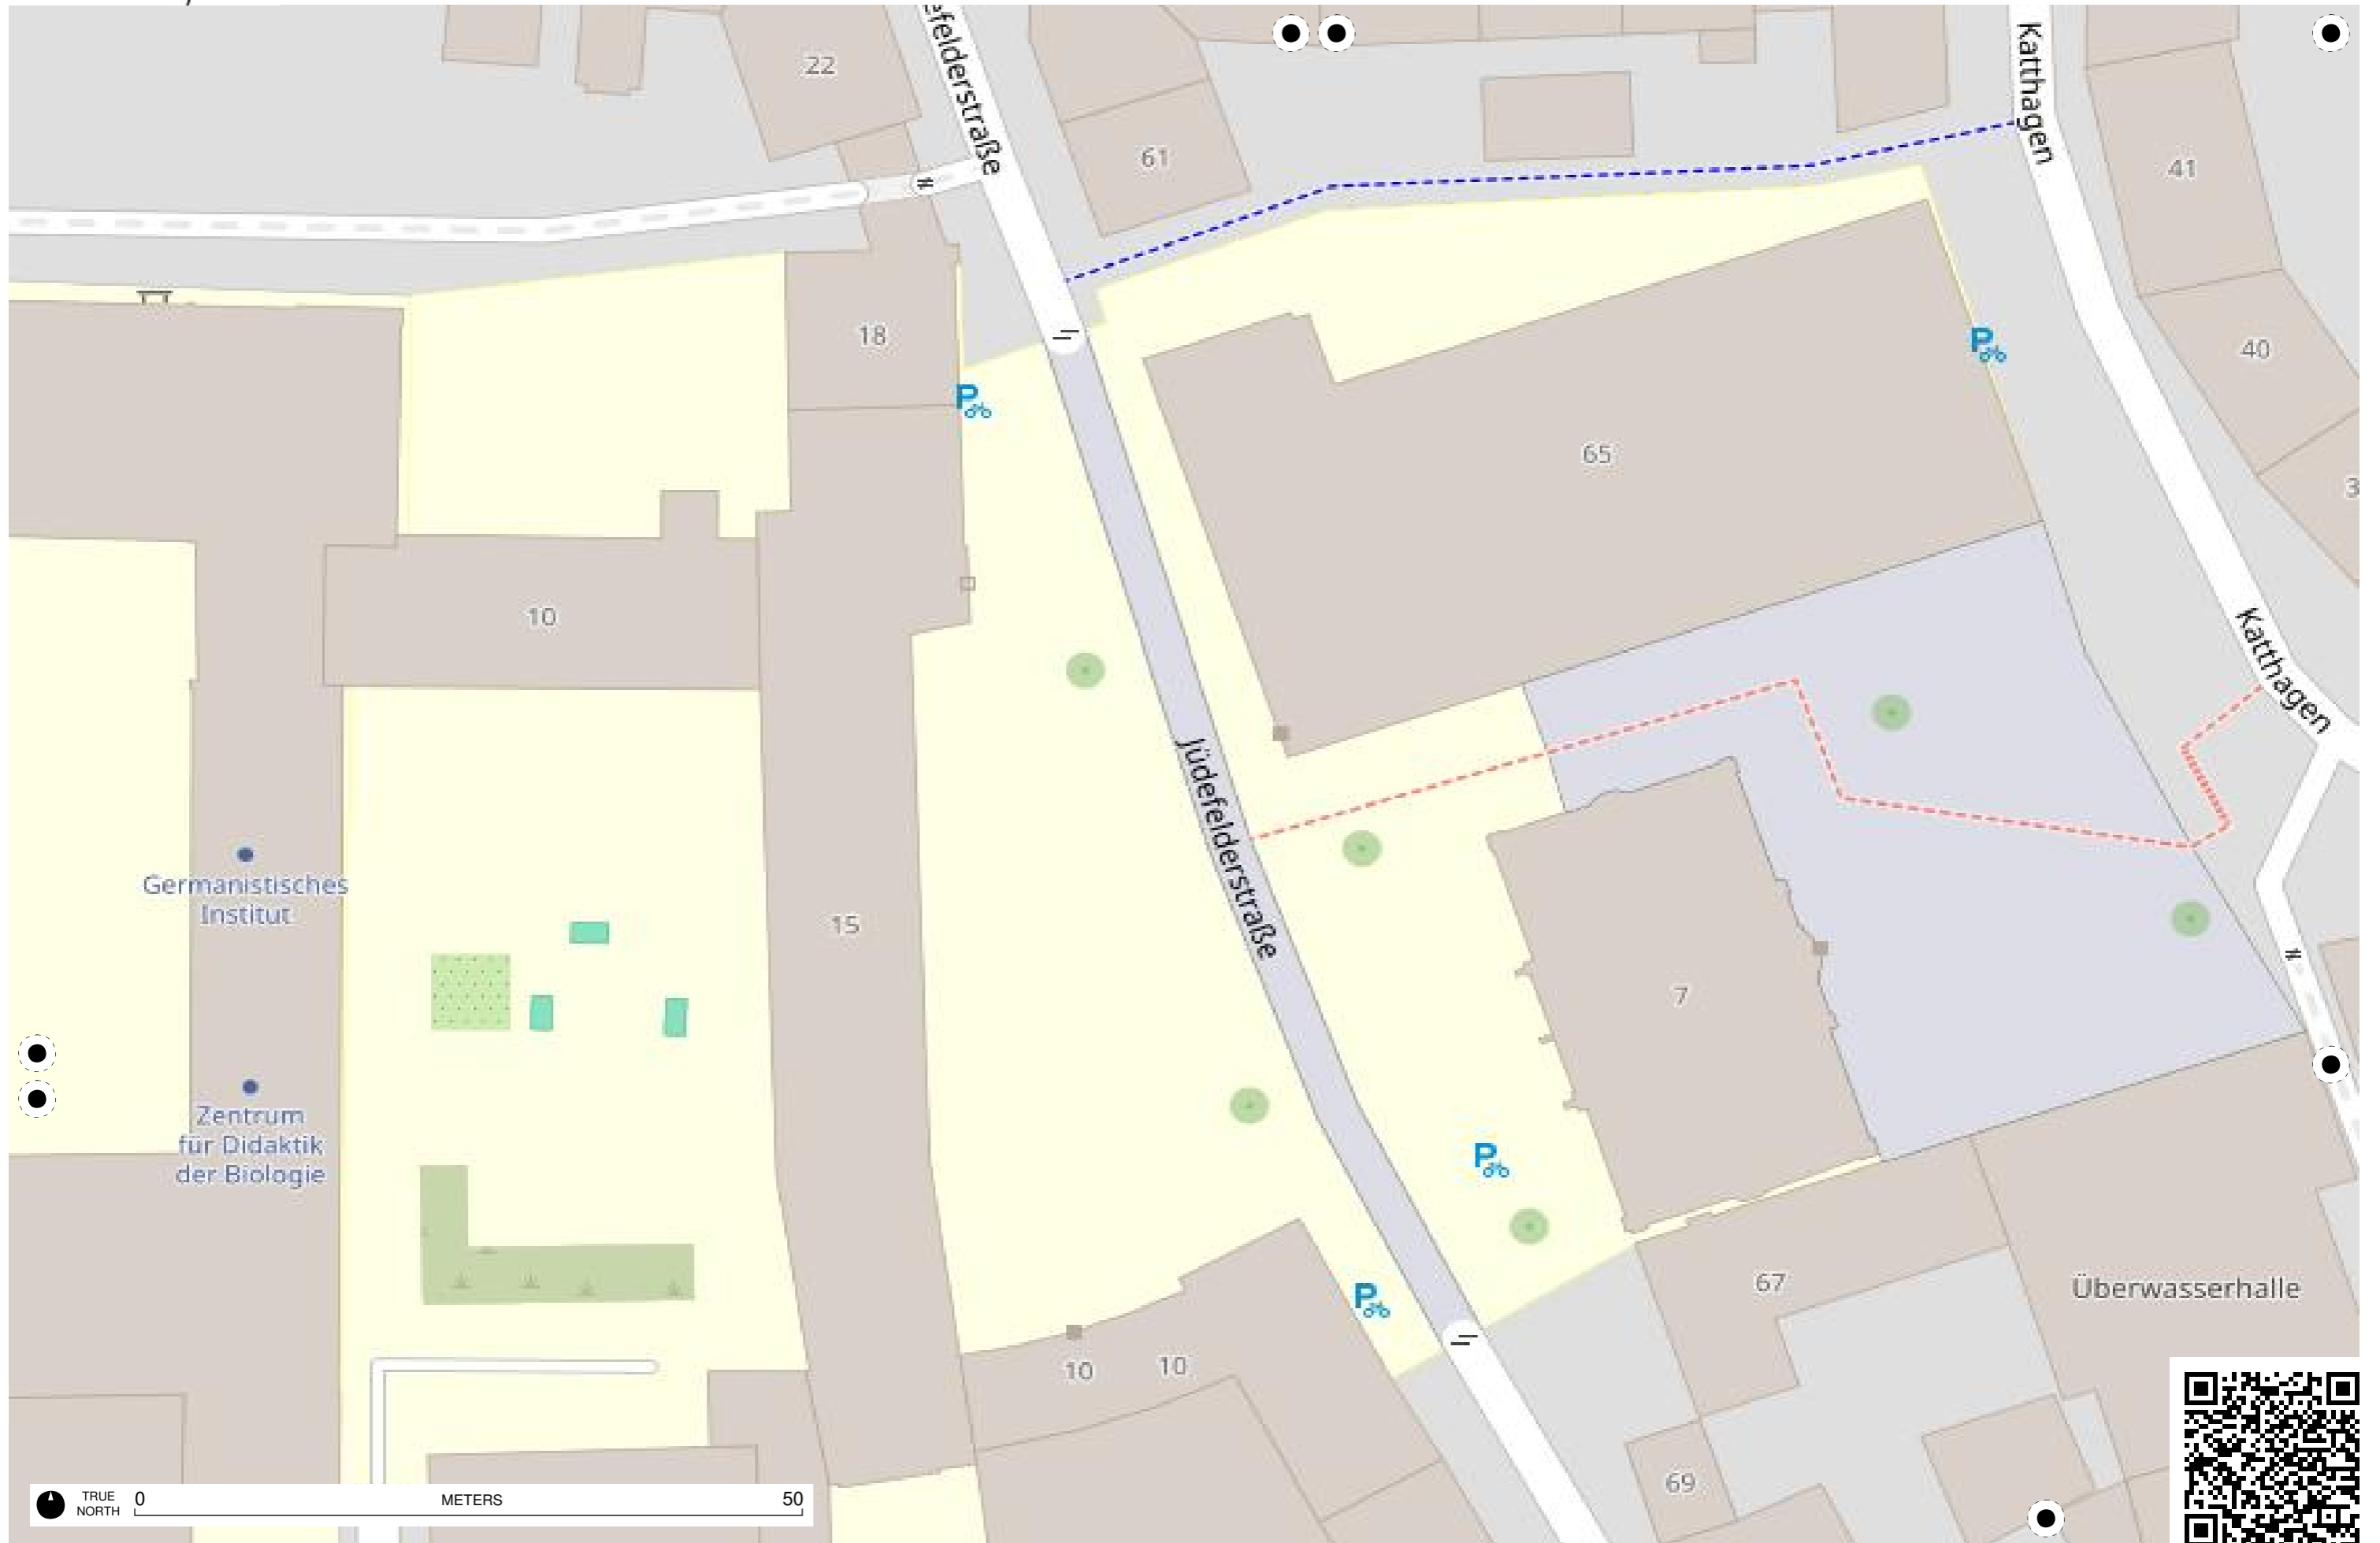 efelderstraße
Katthagen
22
61
41
18
40
65
10
Katthagen
Jüdefelderstraße
Germanistisches
Institut
15
7
Zentrum
für Didaktik
der Biologie
67
Überwasserhalle
10
10
69
TRUE
NORTH
0
METERS
50